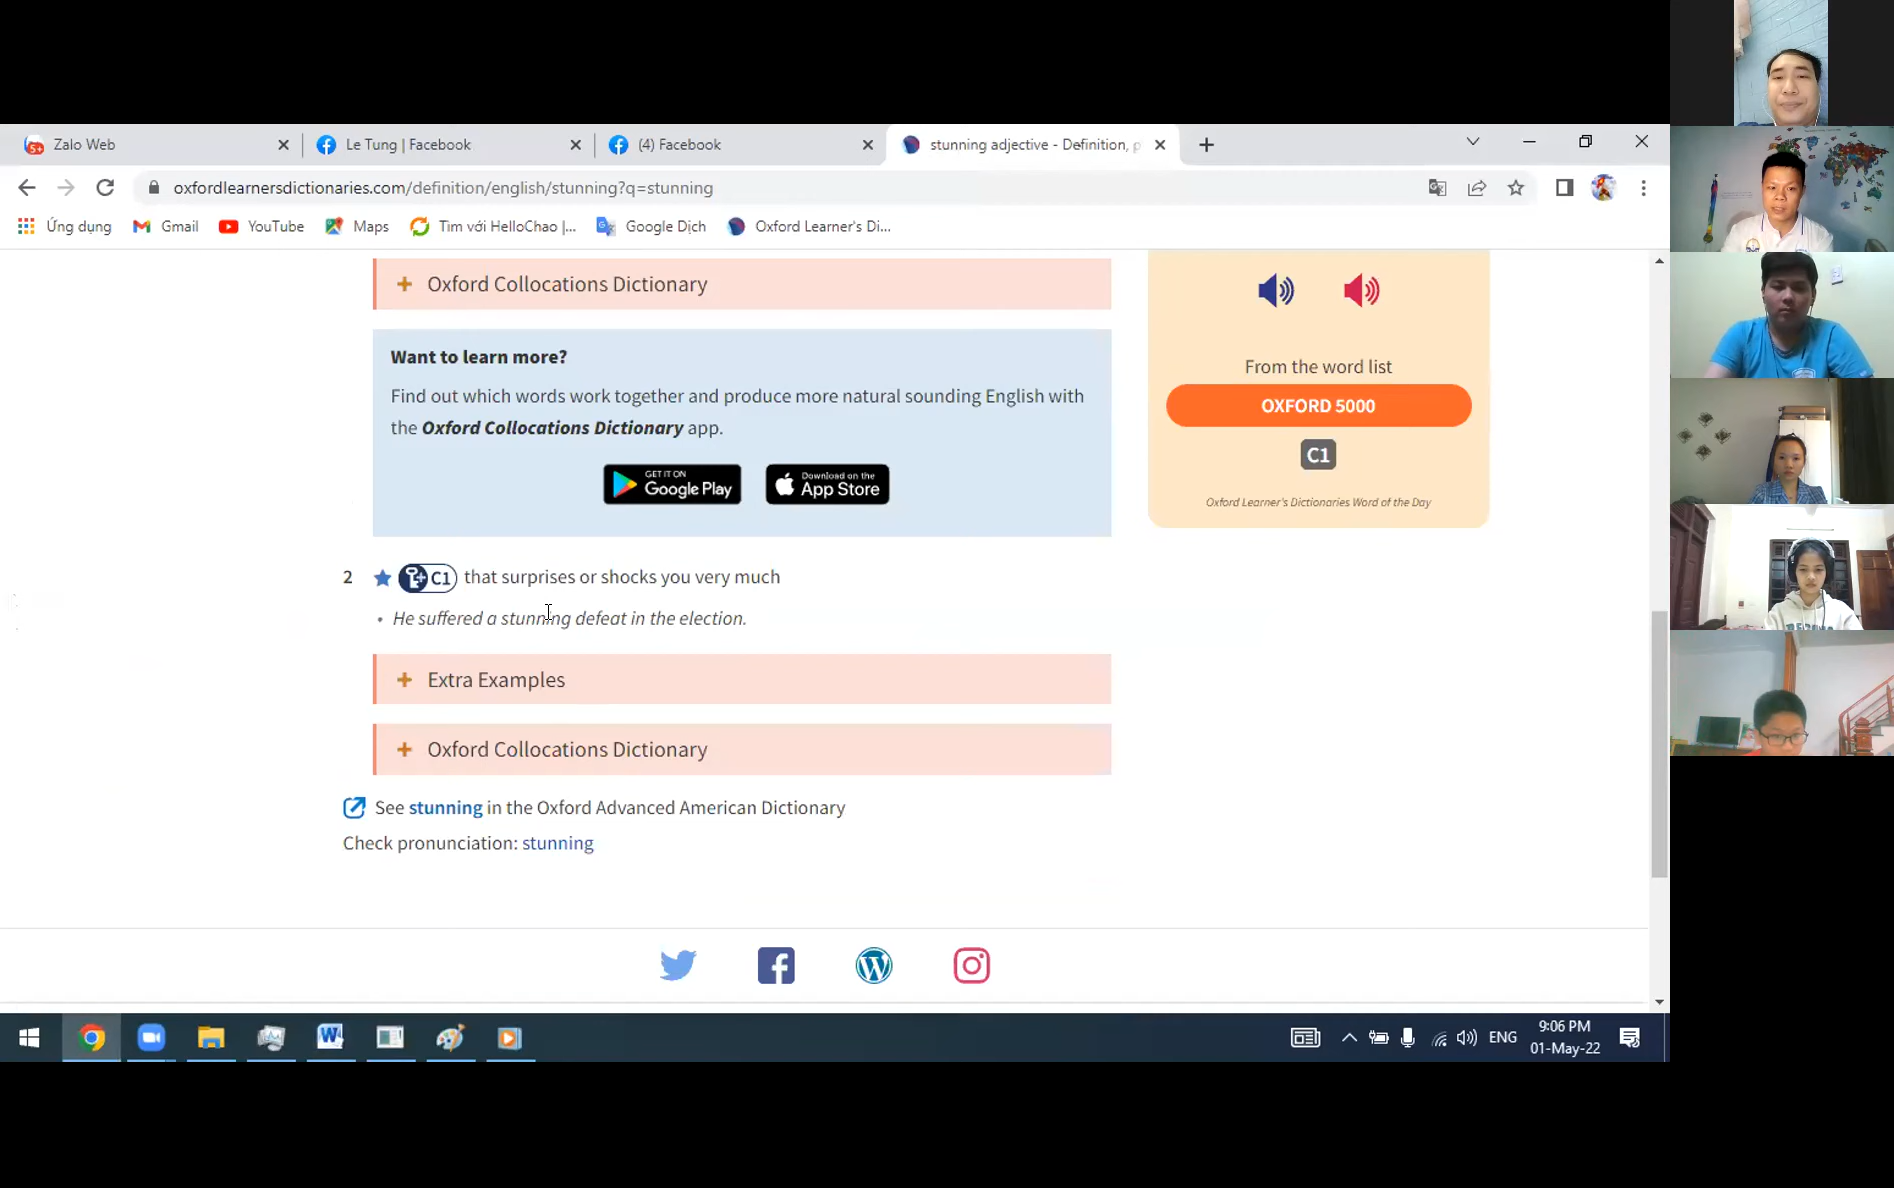 Zalo Web
Le Tung | Facebook
(4) Facebook
stunning adjective - Definition, p
oxfordlearnersdictionaries.com/definition/english/stunning?q=stunning
Ứng dụng
Gmail
YouTube
Maps
Tìm với HelloChao |...
Google Dịch
Oxford Learner's Di...
+ Oxford Collocations Dictionary
Want to learn more?
Find out which words work together and produce more natural sounding English with
the Oxford Collocations Dictionary app.
GET IT ON
Google Play
Download on the
App Store
From the word list
OXFORD 5000
C1
Oxford Learner's Dictionaries Word of the Day
2 C1 that surprises or shocks you very much
• He suffered a stunning defeat in the election.
+ Extra Examples
+ Oxford Collocations Dictionary
See stunning in the Oxford Advanced American Dictionary
Check pronunciation: stunning
ENG
9:06 PM
01-May-22